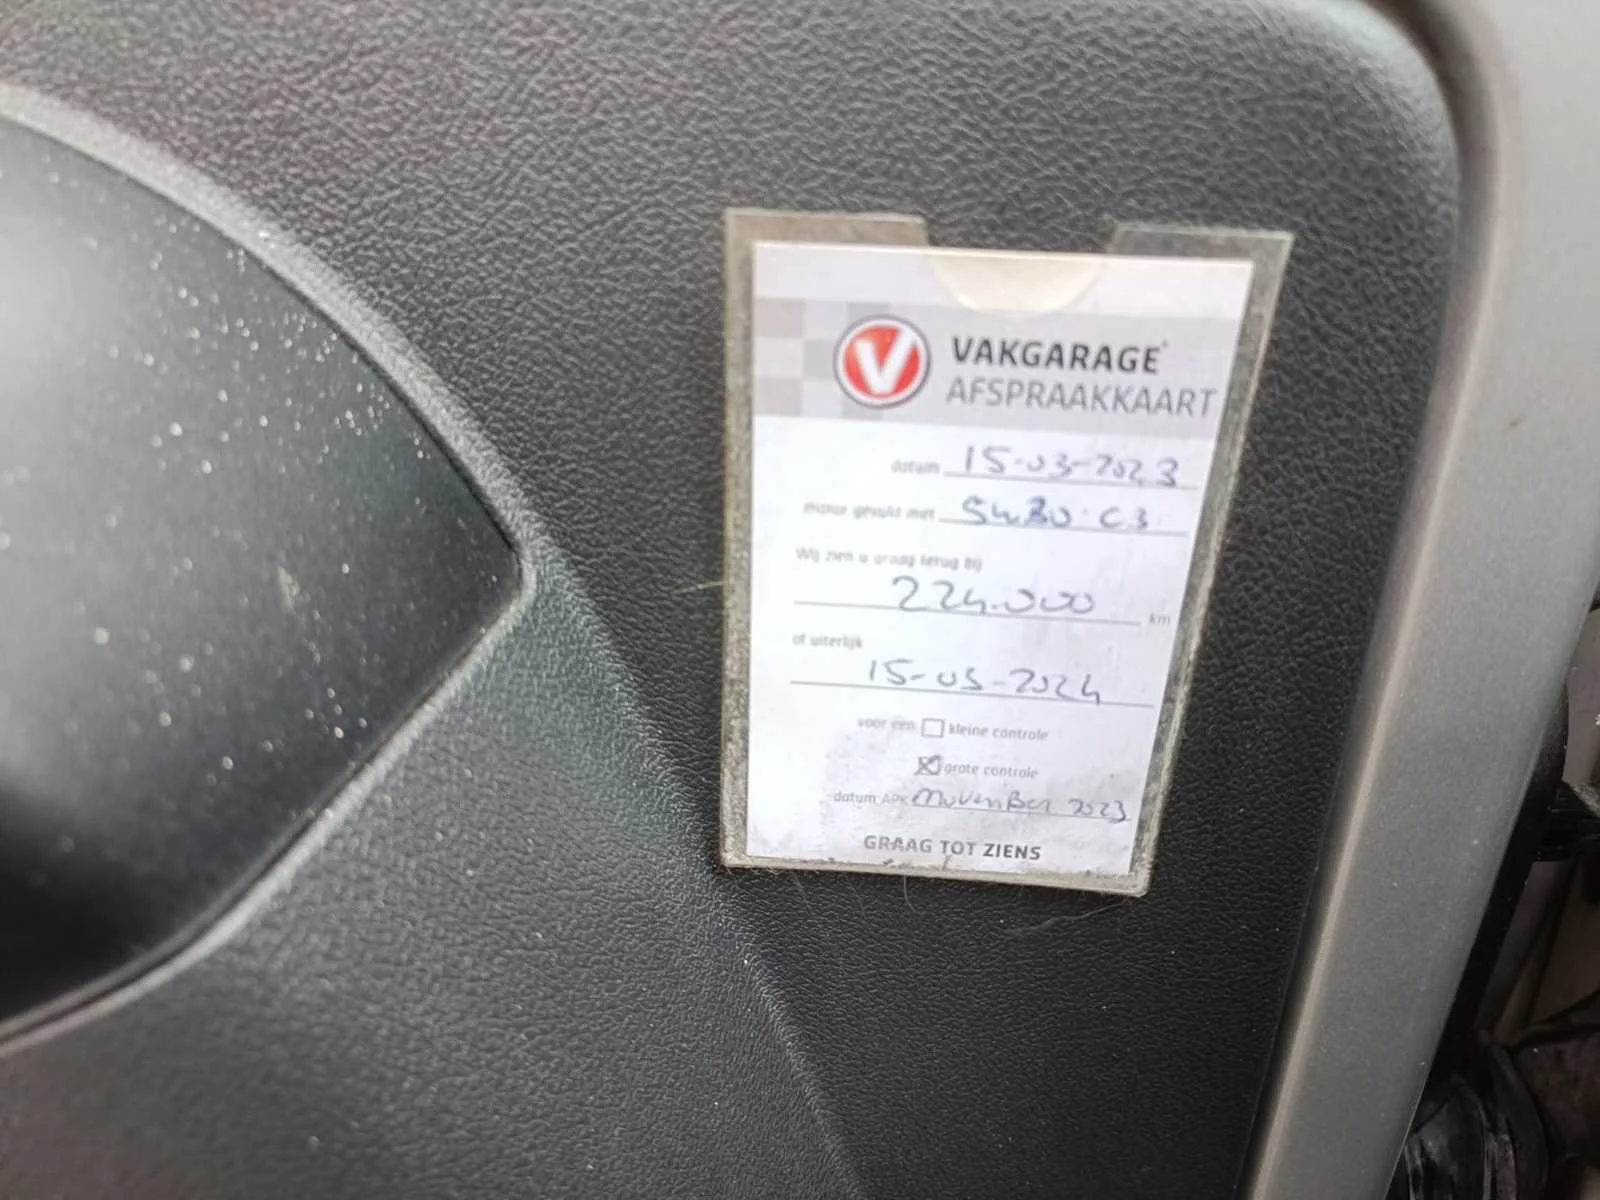 V
VAKGARAGE
AFSPRAAKKAART
datum 15-03-2023
motor gevuld met 5W30 C3
Wij zien u graag terug bij
224.000 km
of uiterlijk
15-03-2024
voor een kleine controle
grote controle
datum APK November 2023
GRAAG TOT ZIENS